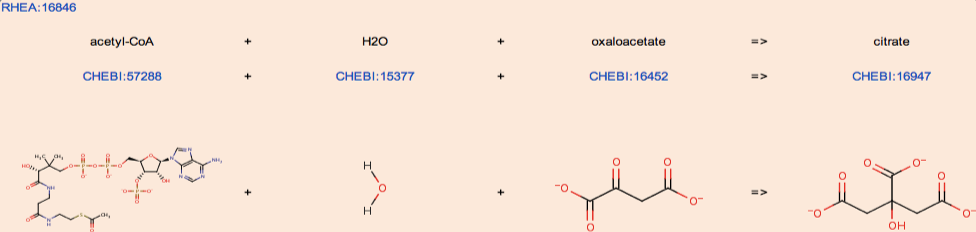 RHEA:16846
acetyl-CoA + H2O + oxaloacetate => citrate
CHEBI:57288 + CHEBI:15377 + CHEBI:16452 => CHEBI:16947
+ + =>